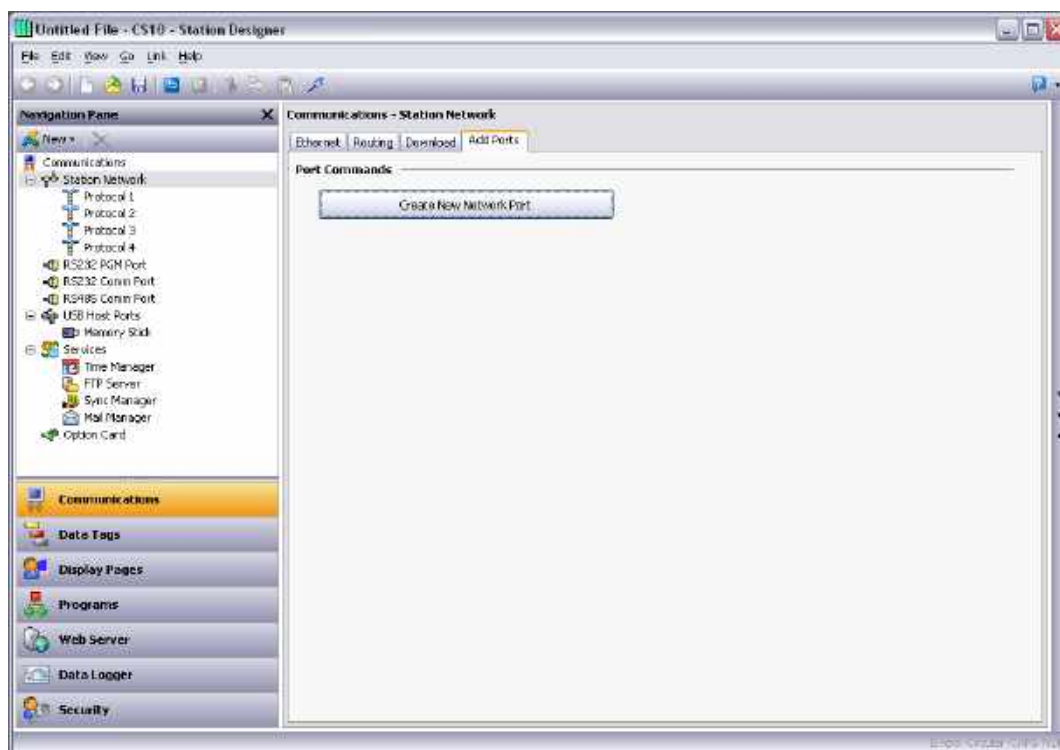 Untitled File - CS10 - Station Designer
File Edit View Go Link Help
Navigation Pane
New
Communications
Station Network
Protocol 1
Protocol 2
Protocol 3
Protocol 4
RS232 PGM Port
RS232 Comm Port
RS485 Comm Port
USB Host Ports
Memory Stick
Services
Time Manager
FTP Server
Sync Manager
Mail Manager
Option Card
Communications
Data Tags
Display Pages
Programs
Web Server
Data Logger
Security
Communications - Station Network
Ethernet Routing Download Add Ports
Port Commands
Create New Network Port